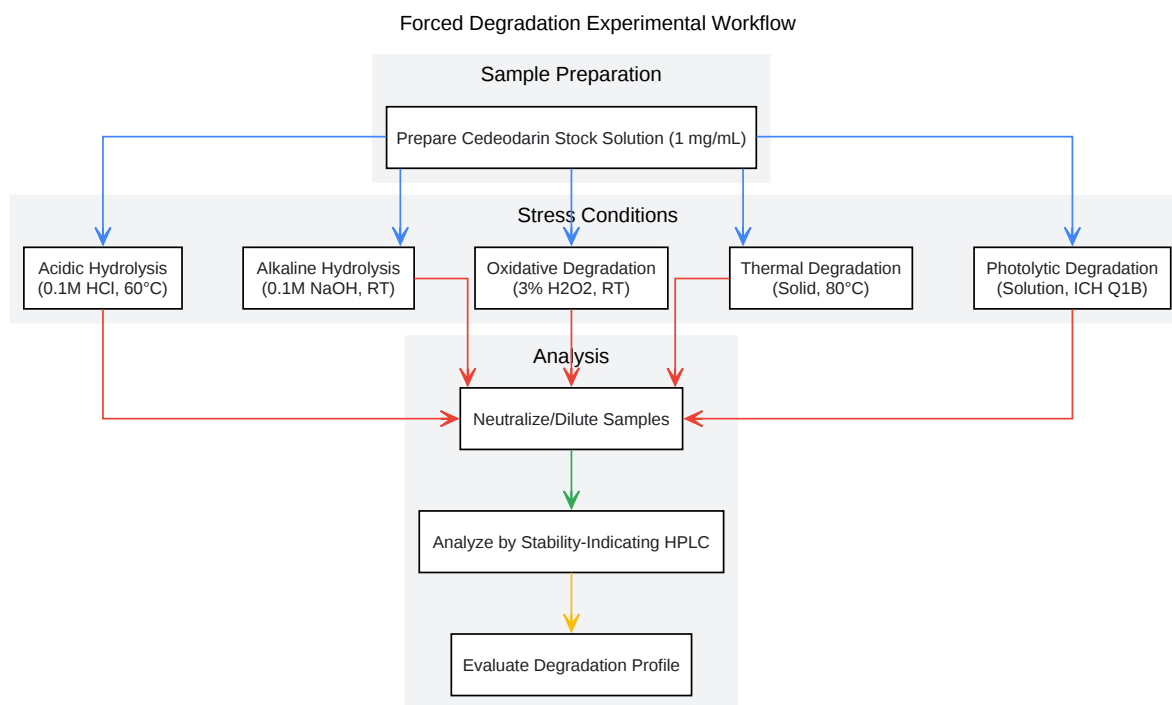 Forced Degradation Experimental Workflow
Sample Preparation
Prepare Cedeodarin Stock Solution (1 mg/mL)
Stress Conditions
Acidic Hydrolysis
(0.1M HCl, 60°C)
Alkaline Hydrolysis
(0.1M NaOH, RT)
Oxidative Degradation
(3% H2O2, RT)
Thermal Degradation
(Solid, 80°C)
Photolytic Degradation
(Solution, ICH Q1B)
Analysis
Neutralize/Dilute Samples
Analyze by Stability-Indicating HPLC
Evaluate Degradation Profile